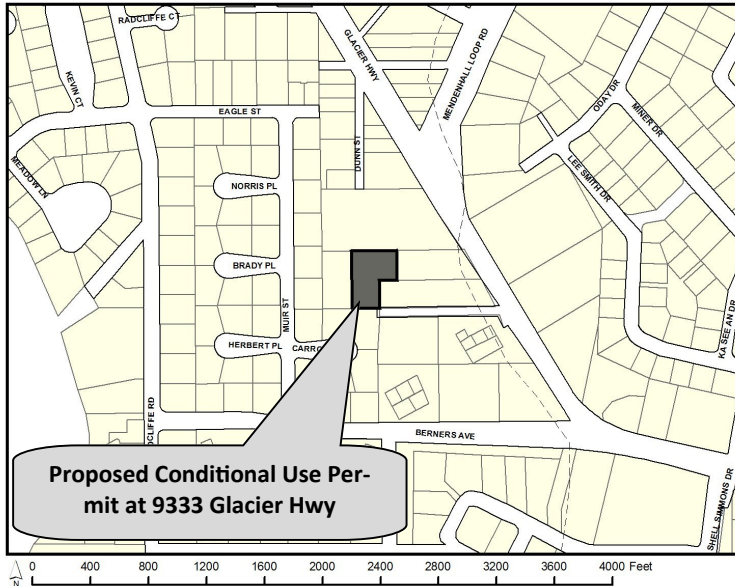 RADCLIFFE CT
KEVIN CT
GLACIER HWY
MENDENHALL LOOP RD
ODAY DR
MINER DR
EAGLE ST
DUNN ST
LEE SMITH DR
MEADOW LN
NORRIS PL
BRADY PL
MUIR ST
HERBERT PL
KA SEE AN DR
BERNERS AVE
SHELL SIMMONS DR
Proposed Conditional Use Per-
mit at 9333 Glacier Hwy
0 400 800 1200 1600 2000 2400 2800 3200 3600 4000 Feet
N